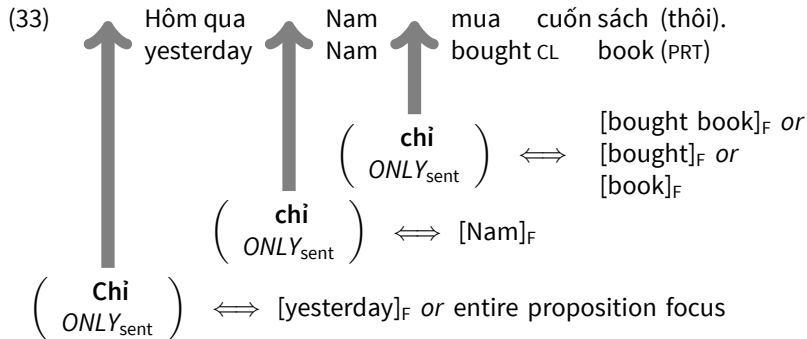 (33) Hôm qua Nam mua cuốn sách (thôi).
yesterday Nam bought CL book (PRT)
chỉ
ONLYsent
⟺ [bought book]F or
[bought]F or
[book]F
chỉ
ONLYsent
⟺ [Nam]F
Chỉ
ONLYsent
⟺ [yesterday]F or entire proposition focus